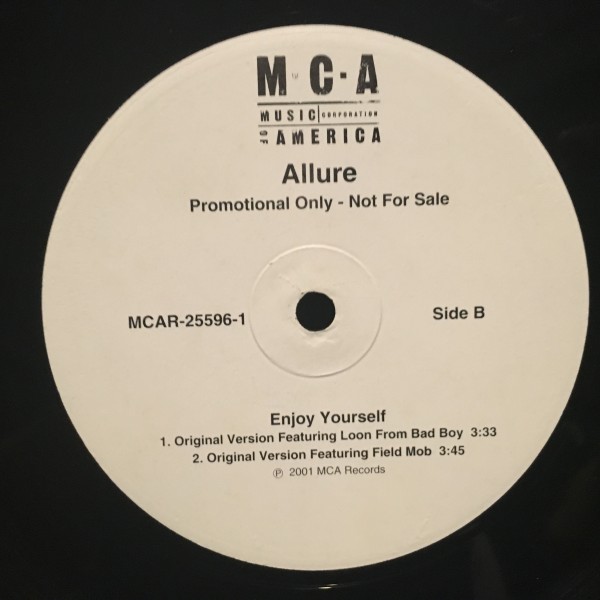 MCA
MUSIC CORPORATION
OF AMERICA
Allure
Promotional Only - Not For Sale
MCAR-25596-1
Side B
Enjoy Yourself
1. Original Version Featuring Loon From Bad Boy 3:33
2. Original Version Featuring Field Mob 3:45
℗ 2001 MCA Records